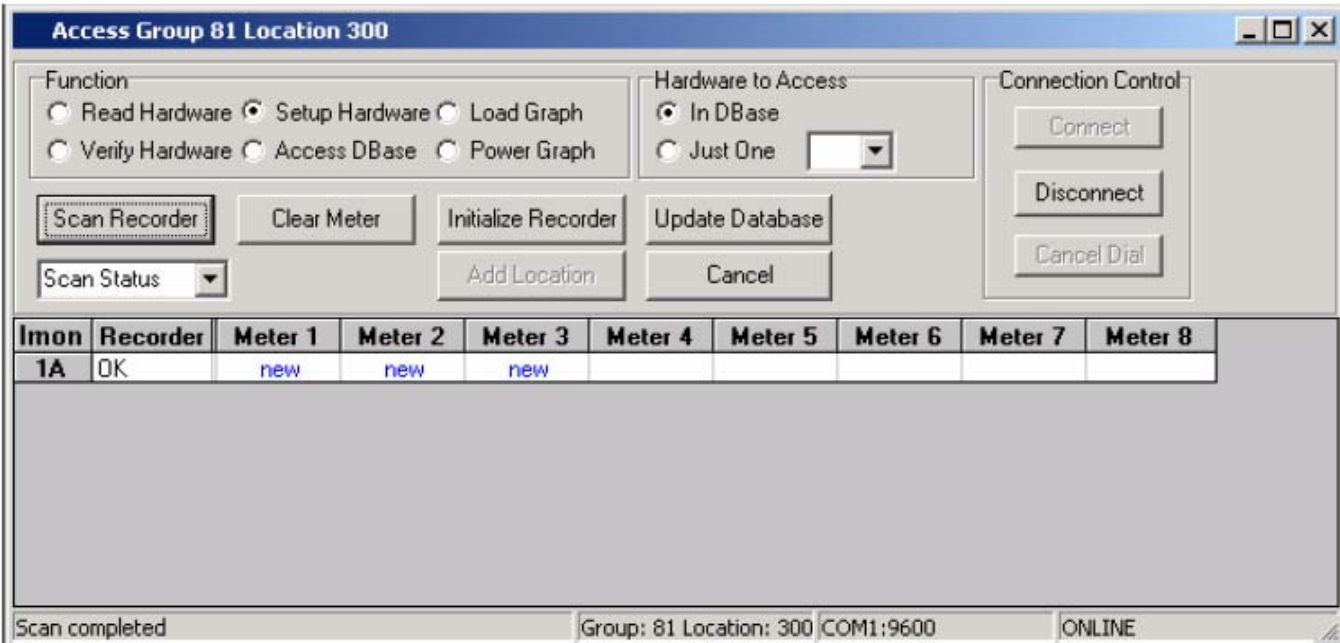 Access Group 81 Location 300
Function
Read Hardware Setup Hardware Load Graph
Verify Hardware Access DBase Power Graph
Hardware to Access
In DBase
Just One
Connection Control
Connect
Disconnect
Cancel Dial
Scan Recorder Clear Meter Initialize Recorder Update Database
Scan Status Add Location Cancel
Imon Recorder Meter 1 Meter 2 Meter 3 Meter 4 Meter 5 Meter 6 Meter 7 Meter 8
1A OK new new new
Scan completed Group: 81 Location: 300 COM1:9600 ONLINE